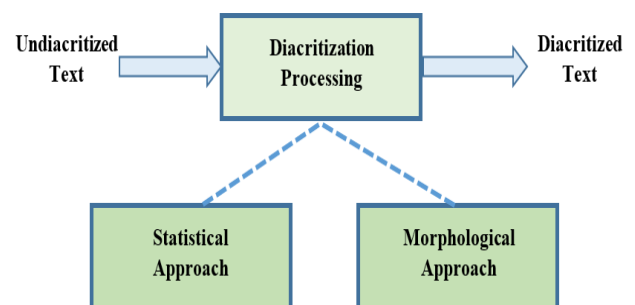 Undiacritized
Text
Diacritization
Processing
Diacritized
Text
Statistical
Approach
Morphological
Approach